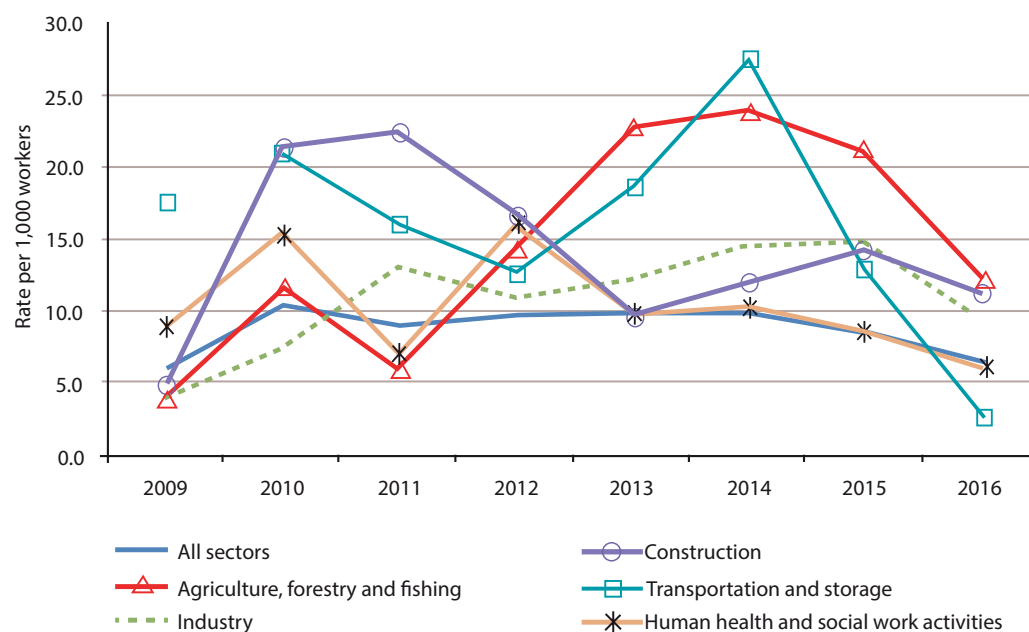 30.0
25.0
20.0
15.0
10.0
5.0
0.0
Rate per 1,000 workers
2009 2010 2011 2012 2013 2014 2015 2016
All sectors
Construction
Agriculture, forestry and fishing
Transportation and storage
Industry
Human health and social work activities